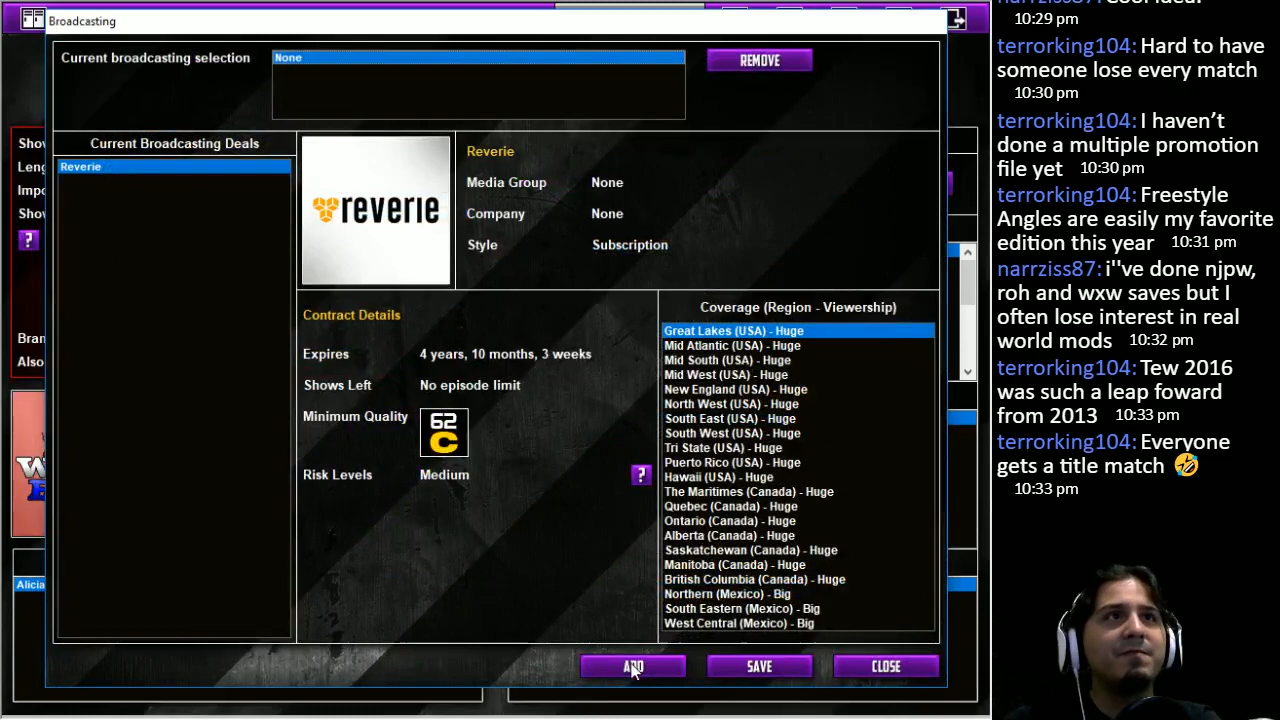 Broadcasting
Current broadcasting selection
None
REMOVE
Current Broadcasting Deals
Reverie
reverie
Reverie
Media Group None
Company None
Style Subscription
Contract Details
Expires 4 years, 10 months, 3 weeks
Shows Left No episode limit
Minimum Quality 62 C
Risk Levels Medium
?
Coverage (Region - Viewership)
Great Lakes (USA) - Huge
Mid Atlantic (USA) - Huge
Mid South (USA) - Huge
Mid West (USA) - Huge
New England (USA) - Huge
North West (USA) - Huge
South East (USA) - Huge
South West (USA) - Huge
Tri State (USA) - Huge
Puerto Rico (USA) - Huge
Hawaii (USA) - Huge
The Maritimes (Canada) - Huge
Quebec (Canada) - Huge
Ontario (Canada) - Huge
Alberta (Canada) - Huge
Saskatchewan (Canada) - Huge
Manitoba (Canada) - Huge
British Columbia (Canada) - Huge
Northern (Mexico) - Big
South Eastern (Mexico) - Big
West Central (Mexico) - Big
ADD
SAVE
CLOSE
Sho
Leng
Impo
Sho
?
Bran
Also
Alicia
10:29 pm
terrorking104: Hard to have
someone lose every match
10:30 pm
terrorking104: I haven't
done a multiple promotion
file yet 10:30 pm
terrorking104: Freestyle
Angles are easily my favorite
edition this year 10:31 pm
narrziss87: i"ve done njpw,
roh and wxw saves but I
often lose interest in real
world mods 10:32 pm
terrorking104: Tew 2016
was such a leap foward
from 2013 10:33 pm
terrorking104: Everyone
gets a title match 🤣
10:33 pm